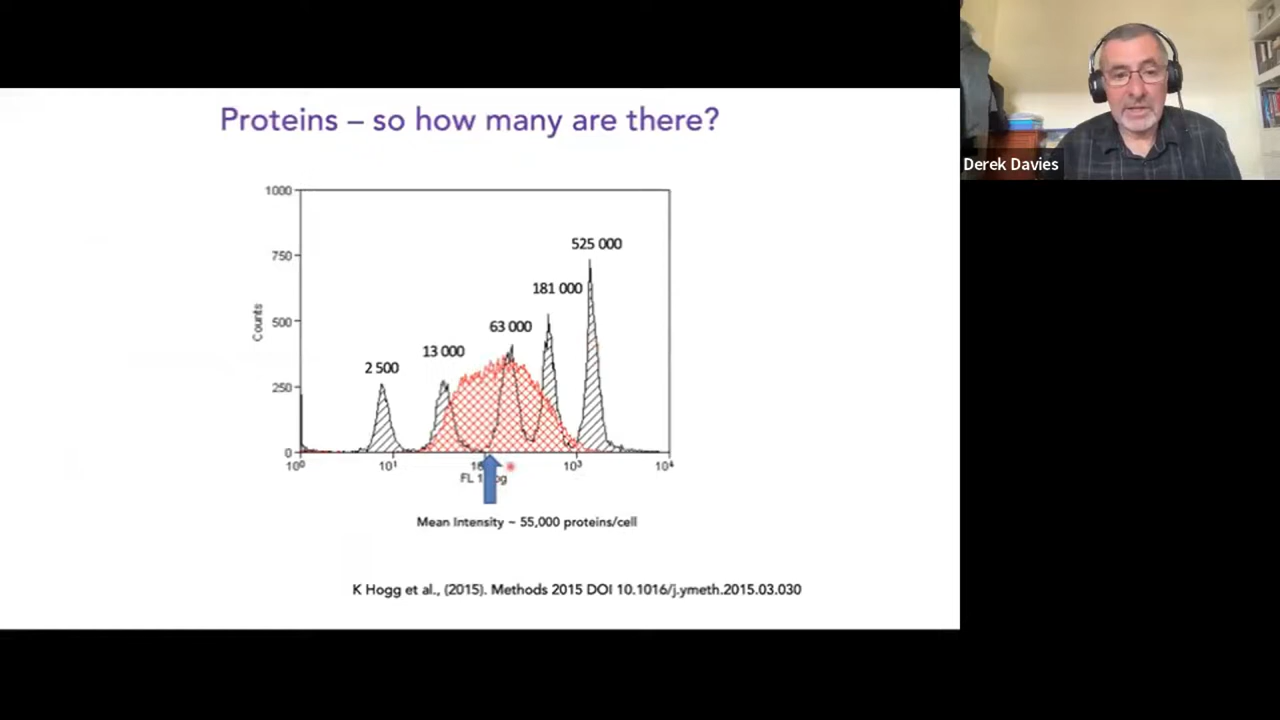 Proteins – so how many are there?
1000
750
500
250
0
Counts
525 000
181 000
63 000
13 000
2 500
10⁰
10¹
10³
10⁴
FL 1
Mean Intensity ~ 55,000 proteins/cell
K Hogg et al., (2015). Methods 2015 DOI 10.1016/j.ymeth.2015.03.030
Derek Davies